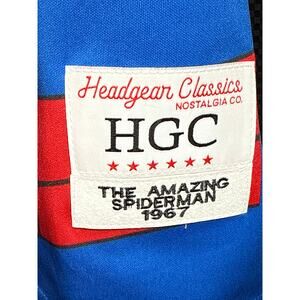 Headgear Classics
NOSTALGIA CO.
HGC
THE AMAZING
SPIDERMAN
1967